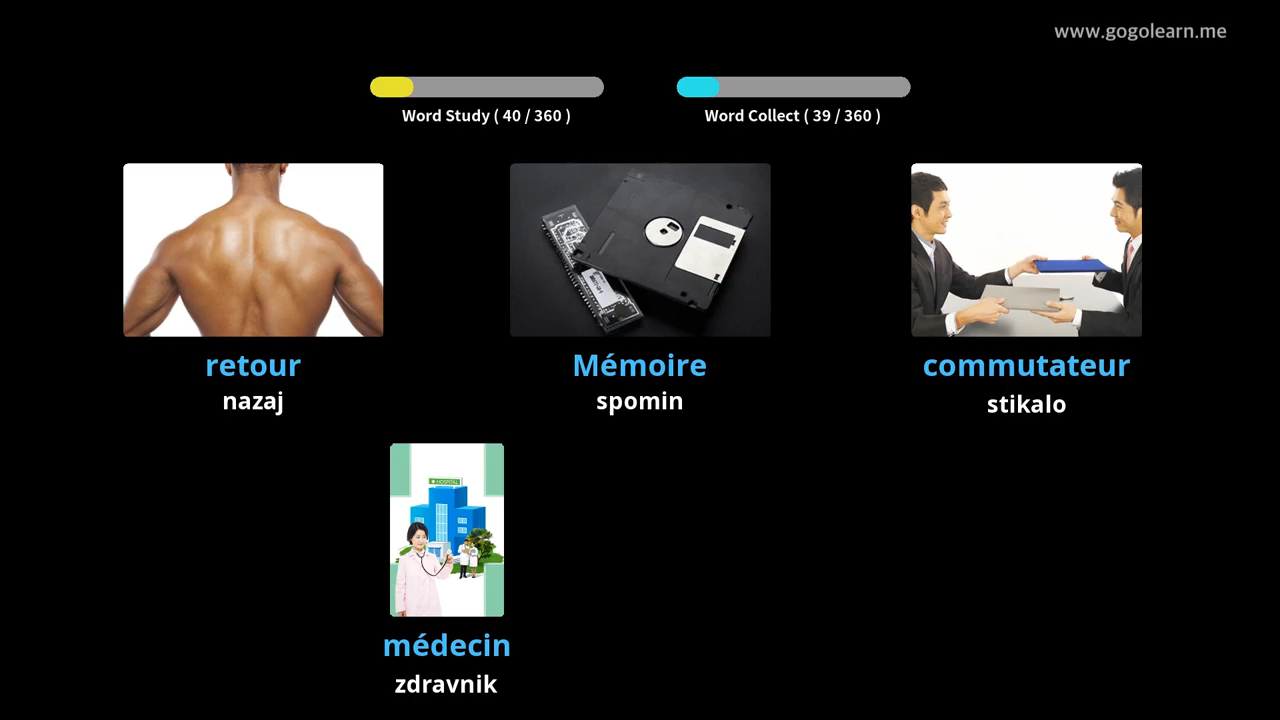 www.gogolearn.me
Word Study ( 40 / 360 )
Word Collect ( 39 / 360 )
retour
nazaj
Mémoire
spomin
commutateur
stikalo
HOSPITAL
médecin
zdravnik